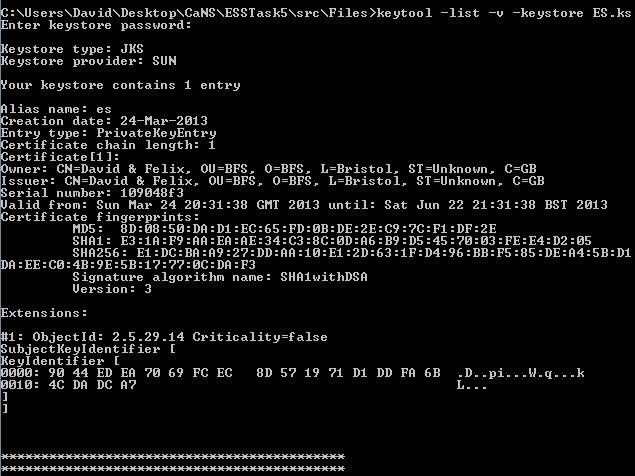 C:\Users\David\Desktop\CaNS\ESSTask5\src\Files>keytool -list -v -keystore ES.ks
Enter keystore password:
Keystore type: JKS
Keystore provider: SUN
Your keystore contains 1 entry
Alias name: es
Creation date: 24-Mar-2013
Entry type: PrivateKeyEntry
Certificate chain length: 1
Certificate[1]:
Owner: CN=David & Felix, OU=BFS, O=BFS, L=Bristol, ST=Unknown, C=GB
Issuer: CN=David & Felix, OU=BFS, O=BFS, L=Bristol, ST=Unknown, C=GB
Serial number: 109048f3
Valid from: Sun Mar 24 20:31:38 GMT 2013 until: Sat Jun 22 21:31:38 BST 2013
Certificate fingerprints:
MD5:  8D:08:50:DA:D1:EC:65:FD:0B:DE:2E:C9:7C:F1:DF:2E
SHA1: E3:1A:F9:AA:EA:AE:34:C3:8C:0D:A6:B9:D5:45:70:03:FE:E4:D2:05
SHA256: E1:DC:BA:A9:27:DD:AA:10:E1:2D:63:1F:D4:96:BB:F5:85:DE:A4:5B:D1
DA:EE:C0:4B:9E:5B:17:77:0C:DA:F3
Signature algorithm name: SHA1withDSA
Version: 3
Extensions:
#1: ObjectId: 2.5.29.14 Criticality=false
SubjectKeyIdentifier [
KeyIdentifier [
0000: 90 44 ED EA 70 69 FC EC   8D 57 19 71 D1 DD FA 6B  .D..pi...W.q...k
0010: 4C DA DC A7                                        L...
]
]
*******************************************
*******************************************